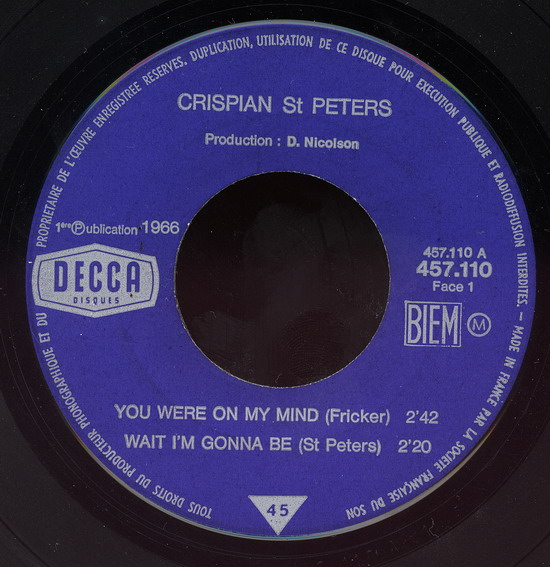 TOUS DROITS DU PRODUCTEUR PHONOGRAPHIQUE ET DU PROPRIETAIRE DE L'ŒUVRE ENREGISTREE RESERVES. DUPLICATION, UTILISATION DE CE DISQUE POUR EXECUTION PUBLIQUE ET RADIODIFFUSION INTERDITES. - MADE IN FRANCE PAR LA SOCIETE FRANÇAISE DU SON
CRISPIAN St PETERS
Production : D. Nicolson
1ere Ⓟublication 1966
DECCA
DISQUES
457.110 A
457.110
Face 1
BIEM Ⓜ
YOU WERE ON MY MIND (Fricker) 2'42
WAIT I'M GONNA BE (St Peters) 2'20
45